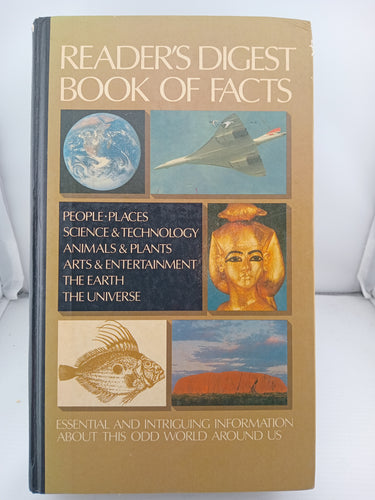 READER'S DIGEST
BOOK OF FACTS
PEOPLE·PLACES
SCIENCE & TECHNOLOGY
ANIMALS & PLANTS
ARTS & ENTERTAINMENT
THE EARTH
THE UNIVERSE
ESSENTIAL AND INTRIGUING INFORMATION
ABOUT THIS ODD WORLD AROUND US